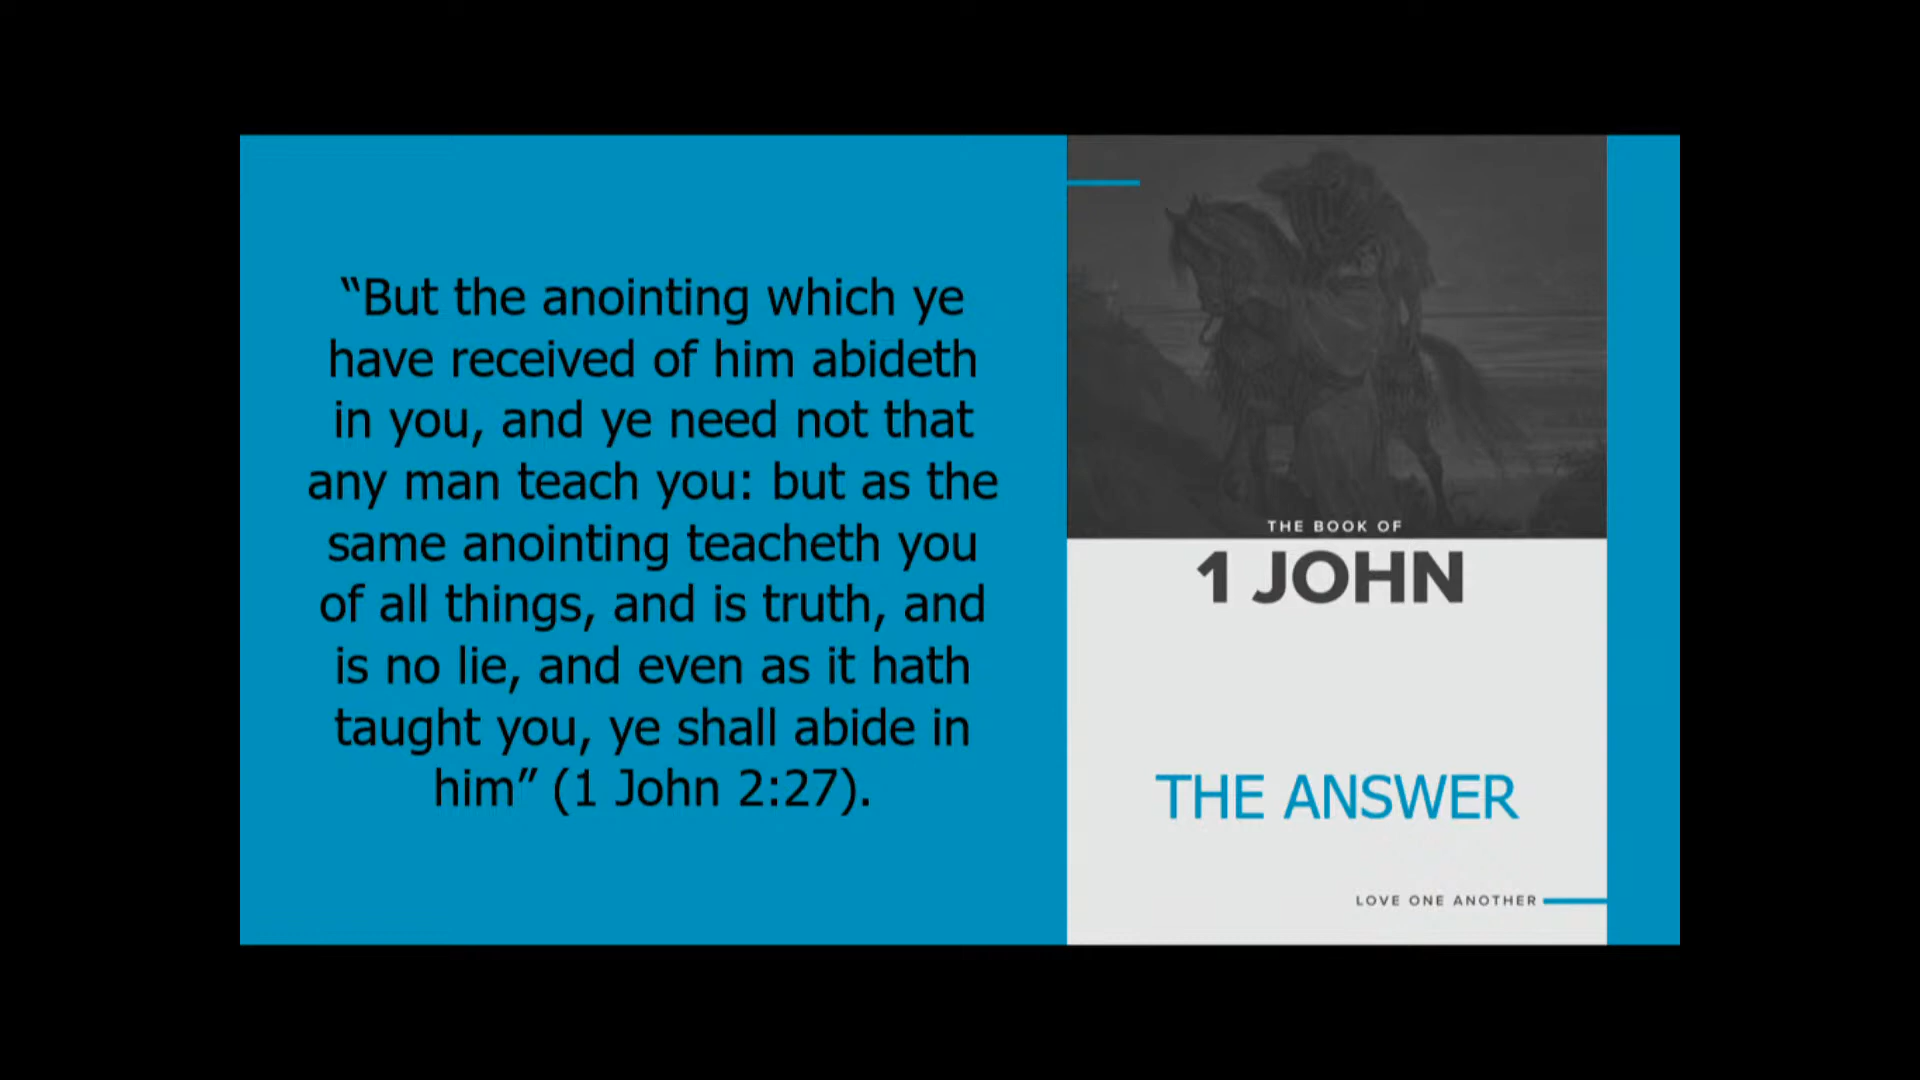 “But the anointing which ye
have received of him abideth
in you, and ye need not that
any man teach you: but as the
same anointing teacheth you
of all things, and is truth, and
is no lie, and even as it hath
taught you, ye shall abide in
him” (1 John 2:27).
THE BOOK OF
1 JOHN
THE ANSWER
LOVE ONE ANOTHER